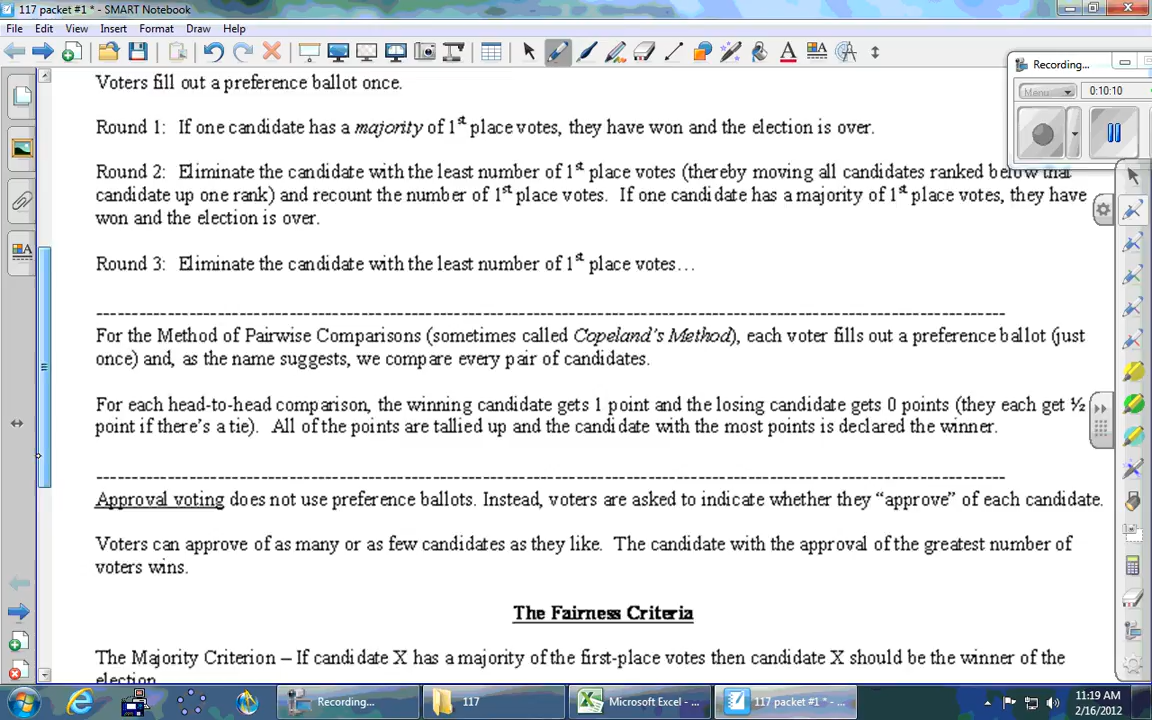 117 packet #1 * - SMART Notebook
File Edit View Insert Format Draw Help
Recording...
Menu 0:10:10
Voters fill out a preference ballot once.
Round 1: If one candidate has a majority of 1st place votes, they have won and the election is over.
Round 2: Eliminate the candidate with the least number of 1st place votes (thereby moving all candidates ranked below that
candidate up one rank) and recount the number of 1st place votes. If one candidate has a majority of 1st place votes, they have
won and the election is over.
Round 3: Eliminate the candidate with the least number of 1st place votes…
--------------------------------------------------------------------------------
For the Method of Pairwise Comparisons (sometimes called Copeland's Method), each voter fills out a preference ballot (just
once) and, as the name suggests, we compare every pair of candidates.
For each head-to-head comparison, the winning candidate gets 1 point and the losing candidate gets 0 points (they each get ½
point if there's a tie). All of the points are tallied up and the candidate with the most points is declared the winner.
--------------------------------------------------------------------------------
Approval voting does not use preference ballots. Instead, voters are asked to indicate whether they “approve” of each candidate.
Voters can approve of as many or as few candidates as they like. The candidate with the approval of the greatest number of
voters wins.
The Fairness Criteria
The Majority Criterion – If candidate X has a majority of the first-place votes then candidate X should be the winner of the
election.
Recording... 117 Microsoft Excel - ... 117 packet #1 * - ...
11:19 AM
2/16/2012